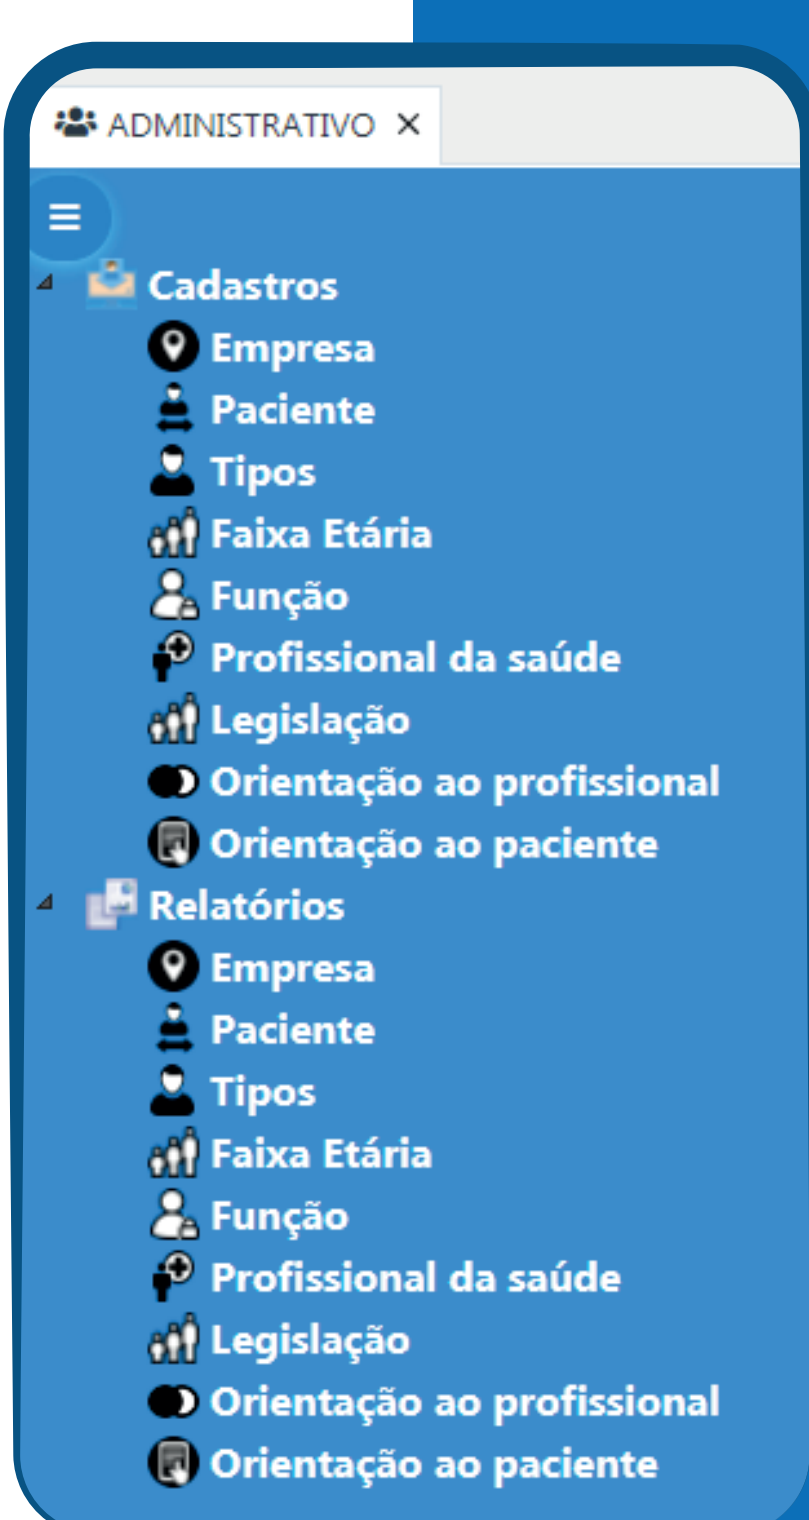 ADMINISTRATIVO
Cadastros
Empresa
Paciente
Tipos
Faixa Etária
Função
Profissional da saúde
Legislação
Orientação ao profissional
Orientação ao paciente
Relatórios
Empresa
Paciente
Tipos
Faixa Etária
Função
Profissional da saúde
Legislação
Orientação ao profissional
Orientação ao paciente